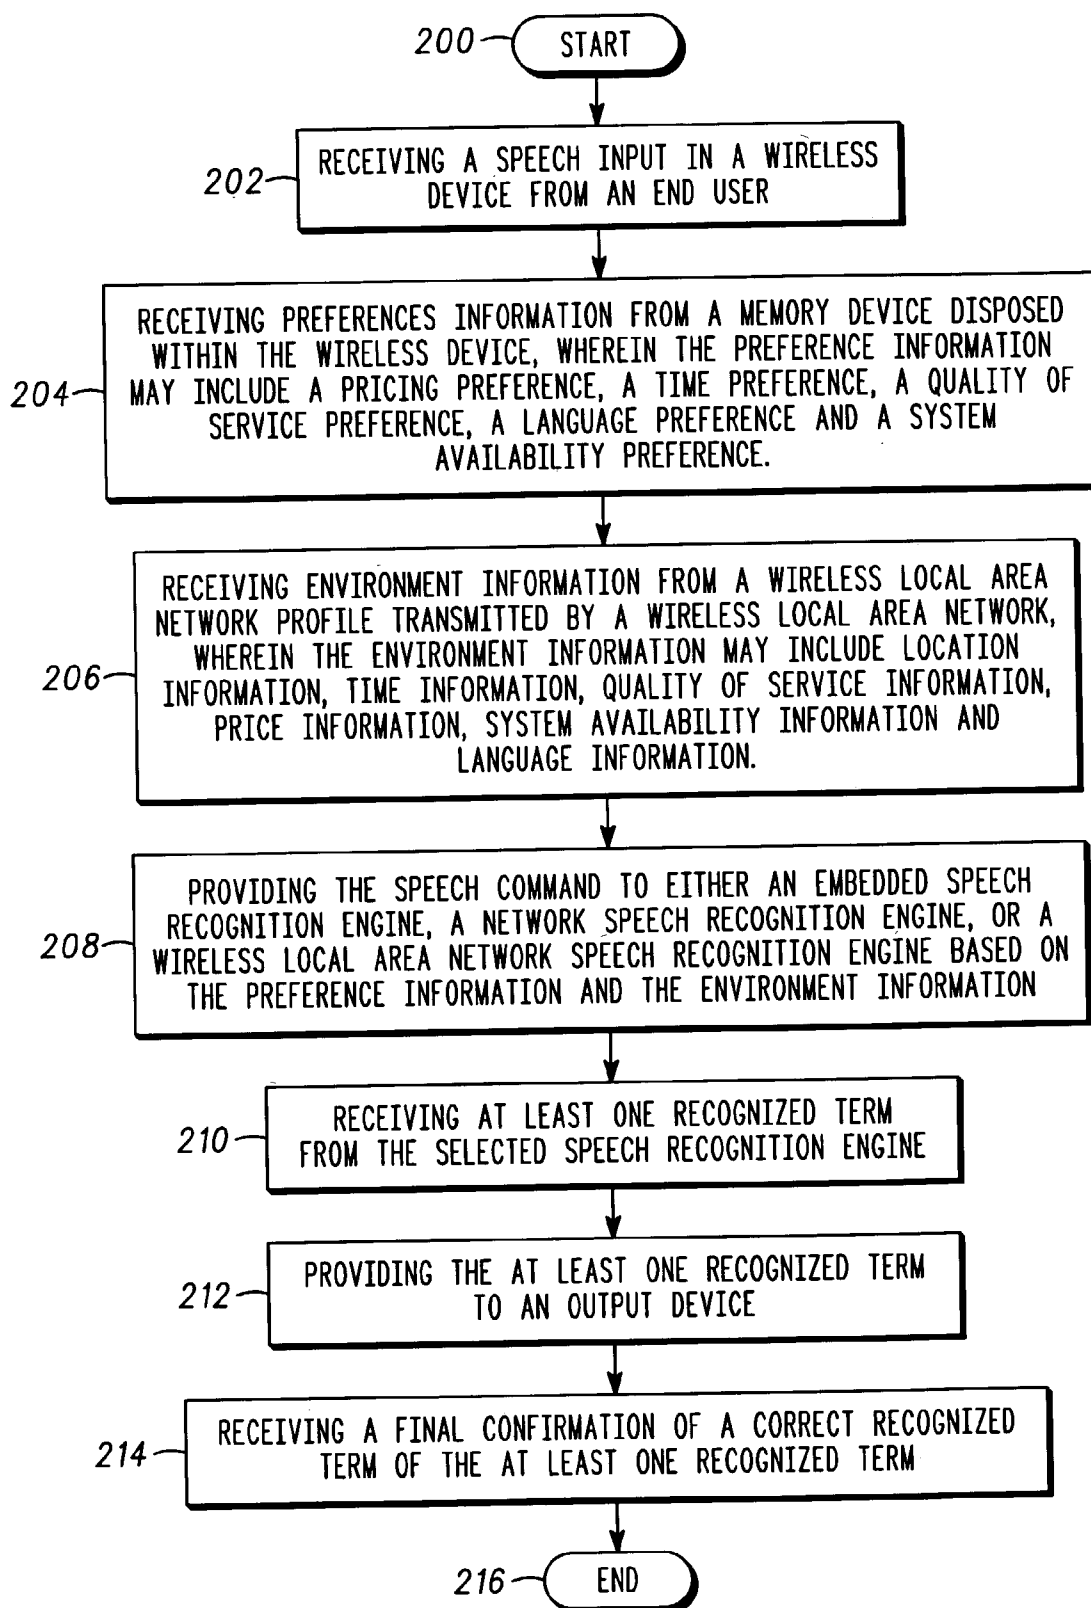 200
START
202
RECEIVING A SPEECH INPUT IN A WIRELESS
DEVICE FROM AN END USER
204
RECEIVING PREFERENCES INFORMATION FROM A MEMORY DEVICE DISPOSED
WITHIN THE WIRELESS DEVICE, WHEREIN THE PREFERENCE INFORMATION
MAY INCLUDE A PRICING PREFERENCE, A TIME PREFERENCE, A QUALITY OF
SERVICE PREFERENCE, A LANGUAGE PREFERENCE AND A SYSTEM
AVAILABILITY PREFERENCE.
206
RECEIVING ENVIRONMENT INFORMATION FROM A WIRELESS LOCAL AREA
NETWORK PROFILE TRANSMITTED BY A WIRELESS LOCAL AREA NETWORK,
WHEREIN THE ENVIRONMENT INFORMATION MAY INCLUDE LOCATION
INFORMATION, TIME INFORMATION, QUALITY OF SERVICE INFORMATION,
PRICE INFORMATION, SYSTEM AVAILABILITY INFORMATION AND
LANGUAGE INFORMATION.
208
PROVIDING THE SPEECH COMMAND TO EITHER AN EMBEDDED SPEECH
RECOGNITION ENGINE, A NETWORK SPEECH RECOGNITION ENGINE, OR A
WIRELESS LOCAL AREA NETWORK SPEECH RECOGNITION ENGINE BASED ON
THE PREFERENCE INFORMATION AND THE ENVIRONMENT INFORMATION
210
RECEIVING AT LEAST ONE RECOGNIZED TERM
FROM THE SELECTED SPEECH RECOGNITION ENGINE
212
PROVIDING THE AT LEAST ONE RECOGNIZED TERM
TO AN OUTPUT DEVICE
214
RECEIVING A FINAL CONFIRMATION OF A CORRECT RECOGNIZED
TERM OF THE AT LEAST ONE RECOGNIZED TERM
216
END